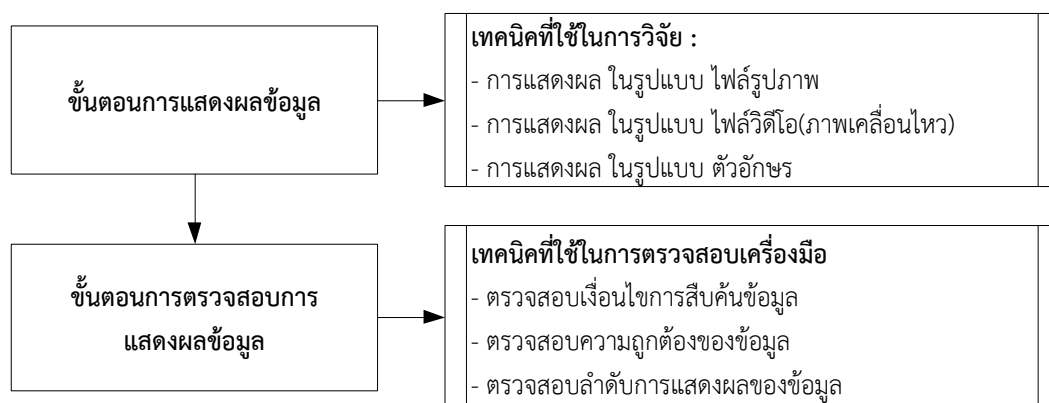 ขั้นตอนการแสดงผลข้อมูล
เทคนิคที่ใช้ในการวิจัย :
- การแสดงผล ในรูปแบบ ไฟล์รูปภาพ
- การแสดงผล ในรูปแบบ ไฟล์วิดีโอ(ภาพเคลื่อนไหว)
- การแสดงผล ในรูปแบบ ตัวอักษร
ขั้นตอนการตรวจสอบการ
แสดงผลข้อมูล
เทคนิคที่ใช้ในการตรวจสอบเครื่องมือ
- ตรวจสอบเงื่อนไขการสืบค้นข้อมูล
- ตรวจสอบความถูกต้องของข้อมูล
- ตรวจสอบลำดับการแสดงผลของข้อมูล